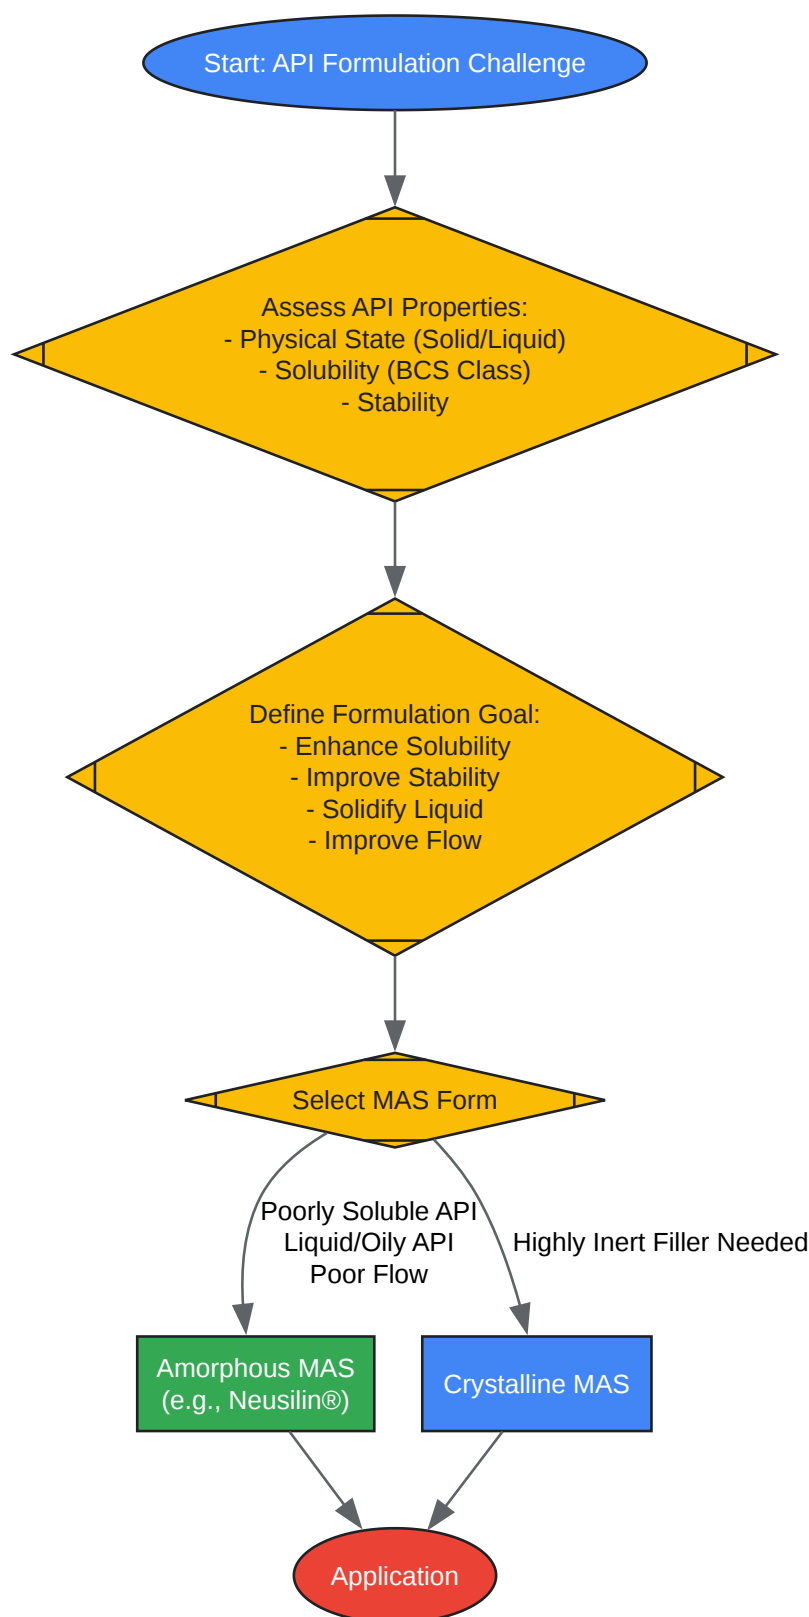 Start: API Formulation Challenge
Assess API Properties:
- Physical State (Solid/Liquid)
- Solubility (BCS Class)
- Stability
Define Formulation Goal:
- Enhance Solubility
- Improve Stability
- Solidify Liquid
- Improve Flow
Select MAS Form
Poorly Soluble API
Liquid/Oily API
Poor Flow
Highly Inert Filler Needed
Amorphous MAS
(e.g., Neusilin®)
Crystalline MAS
Application